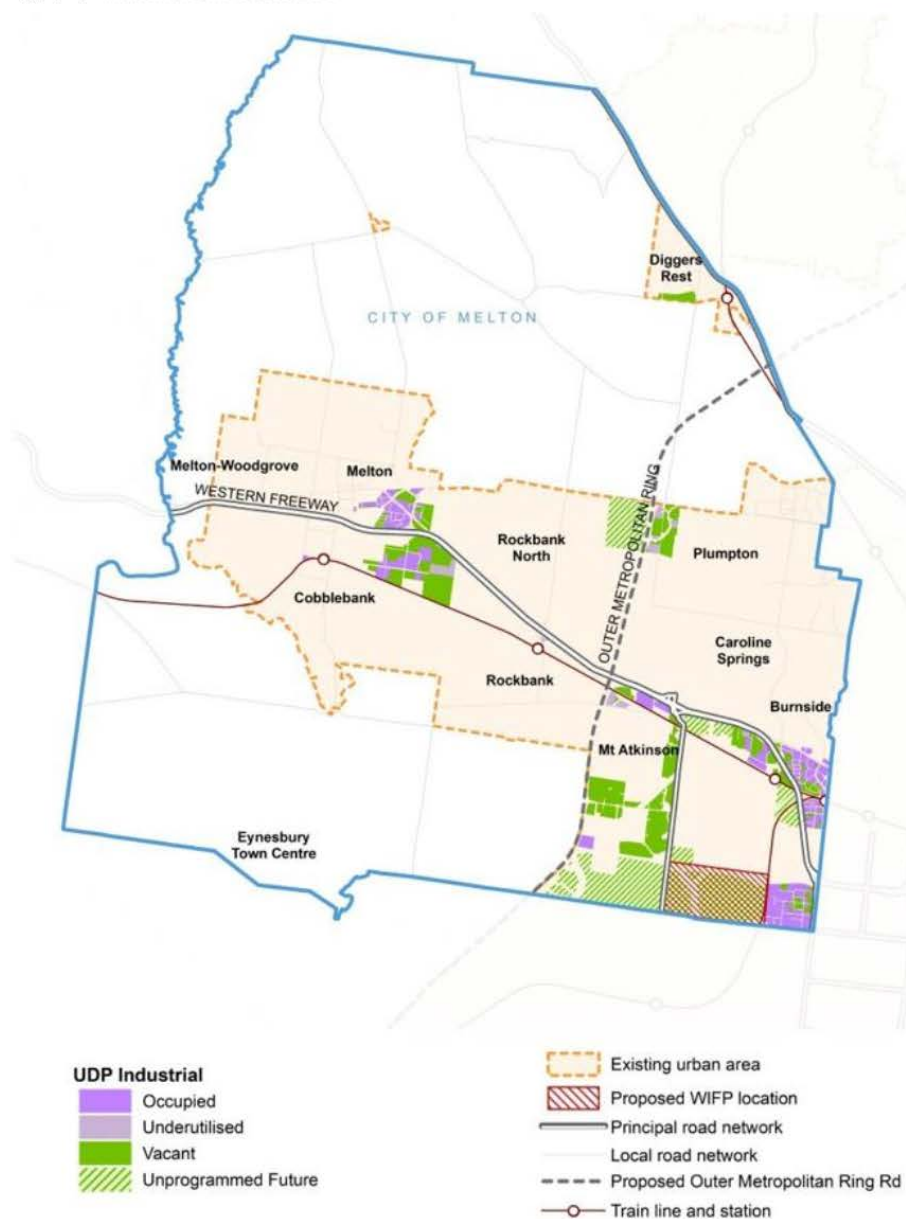 Diggers
Rest
CITY OF MELTON
Melton-Woodgrove
Melton
WESTERN FREEWAY
Rockbank
North
OUTER METROPOLITAN RING
Plumpton
Cobblebank
Caroline
Springs
Rockbank
Burnside
Mt Atkinson
Eynesbury
Town Centre
UDP Industrial
Occupied
Underutilised
Vacant
Unprogrammed Future
Existing urban area
Proposed WIFP location
Principal road network
Local road network
Proposed Outer Metropolitan Ring Rd
Train line and station